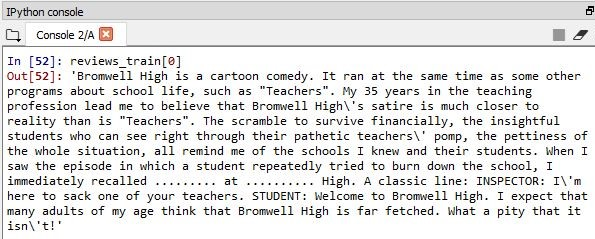 IPython console
Console 2/A
In [52]: reviews_train[0]
Out[52]: 'Bromwell High is a cartoon comedy. It ran at the same time as some other
programs about school life, such as "Teachers". My 35 years in the teaching
profession lead me to believe that Bromwell High\'s satire is much closer to
reality than is "Teachers". The scramble to survive financially, the insightful
students who can see right through their pathetic teachers\' pomp, the pettiness of
the whole situation, all remind me of the schools I knew and their students. When I
saw the episode in which a student repeatedly tried to burn down the school, I
immediately recalled ......... at .......... High. A classic line: INSPECTOR: I\'m
here to sack one of your teachers. STUDENT: Welcome to Bromwell High. I expect that
many adults of my age think that Bromwell High is far fetched. What a pity that it
isn\'t!'